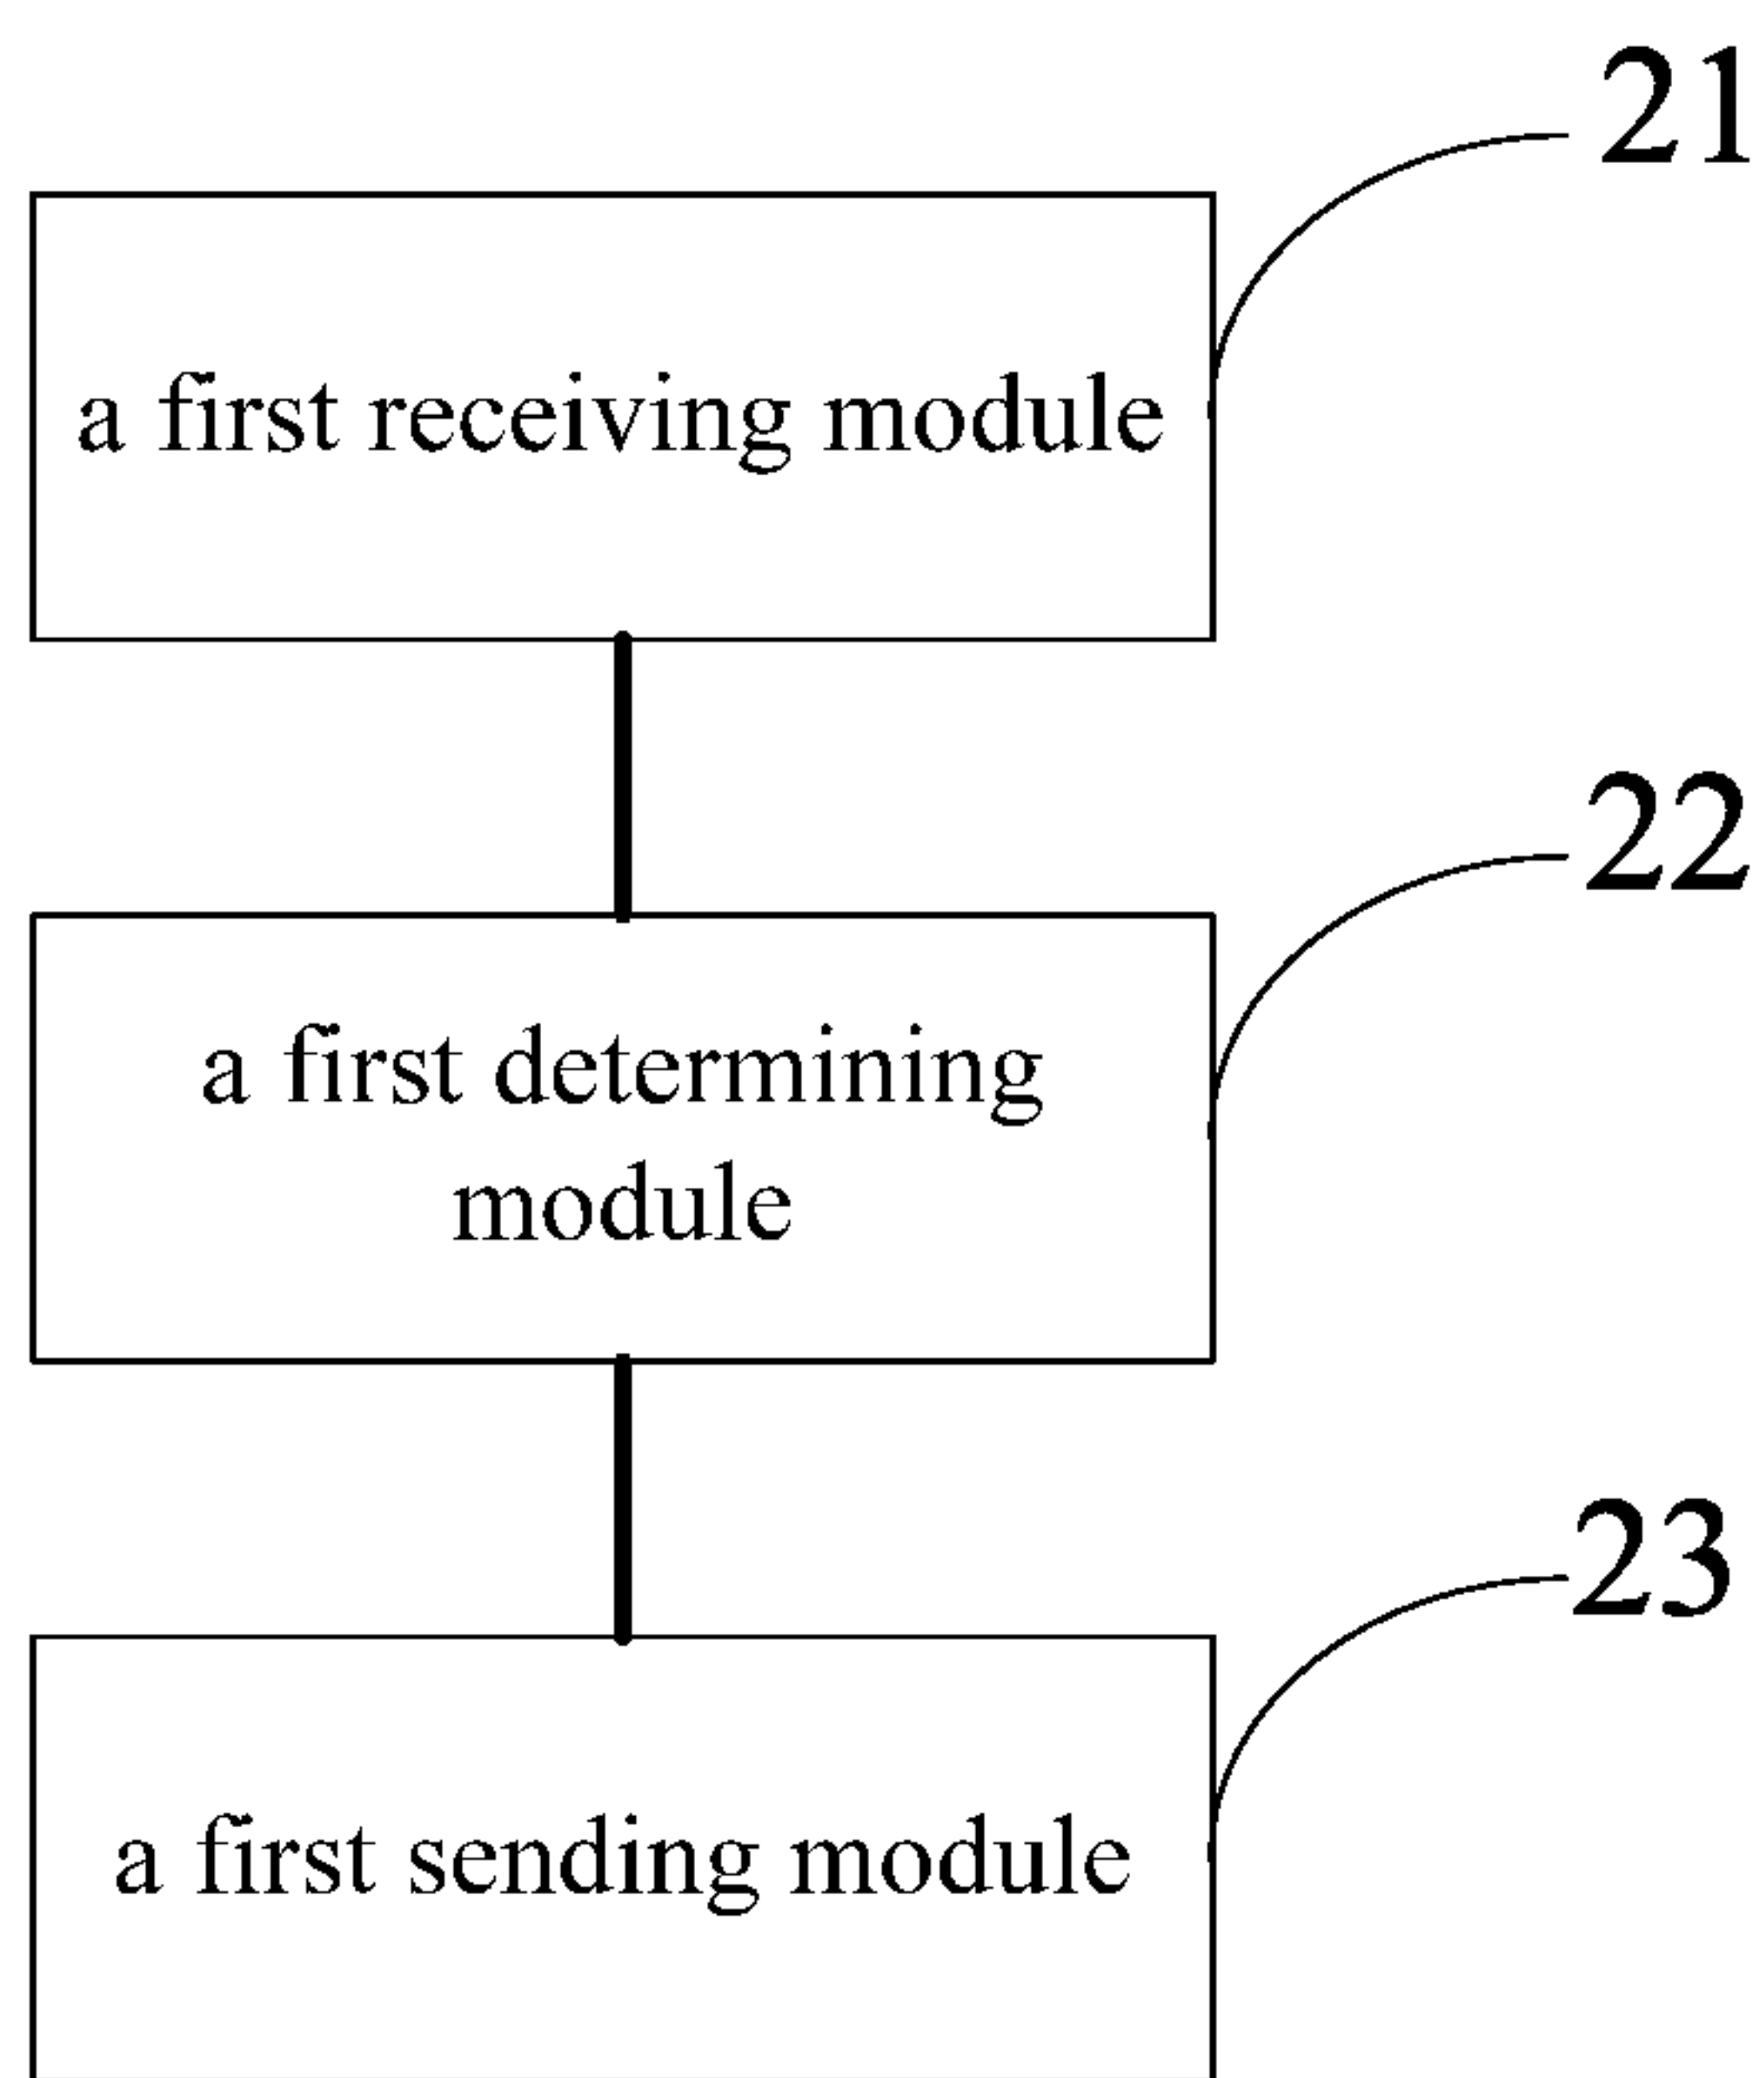 21
a first receiving module
22
a first determining
module
23
a first sending module